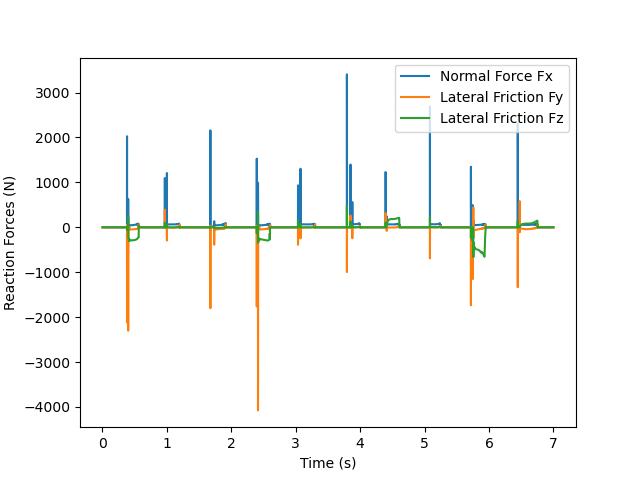 Normal Force Fx
Lateral Friction Fy
Lateral Friction Fz
Reaction Forces (N)
3000
2000
1000
0
−1000
−2000
−3000
−4000
0 1 2 3 4 5 6 7
Time (s)